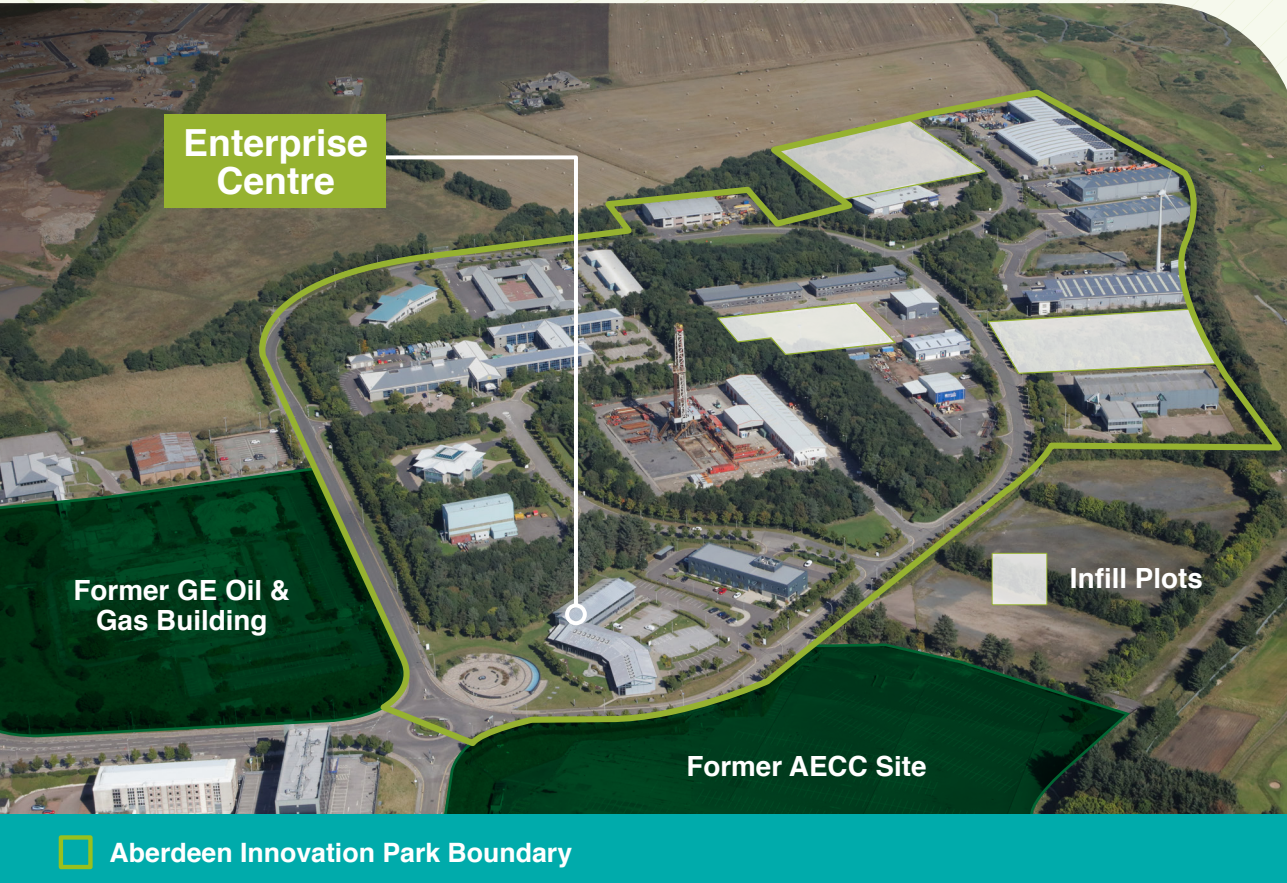 Enterprise
Centre
Former GE Oil &
Gas Building
Infill Plots
Former AECC Site
Aberdeen Innovation Park Boundary